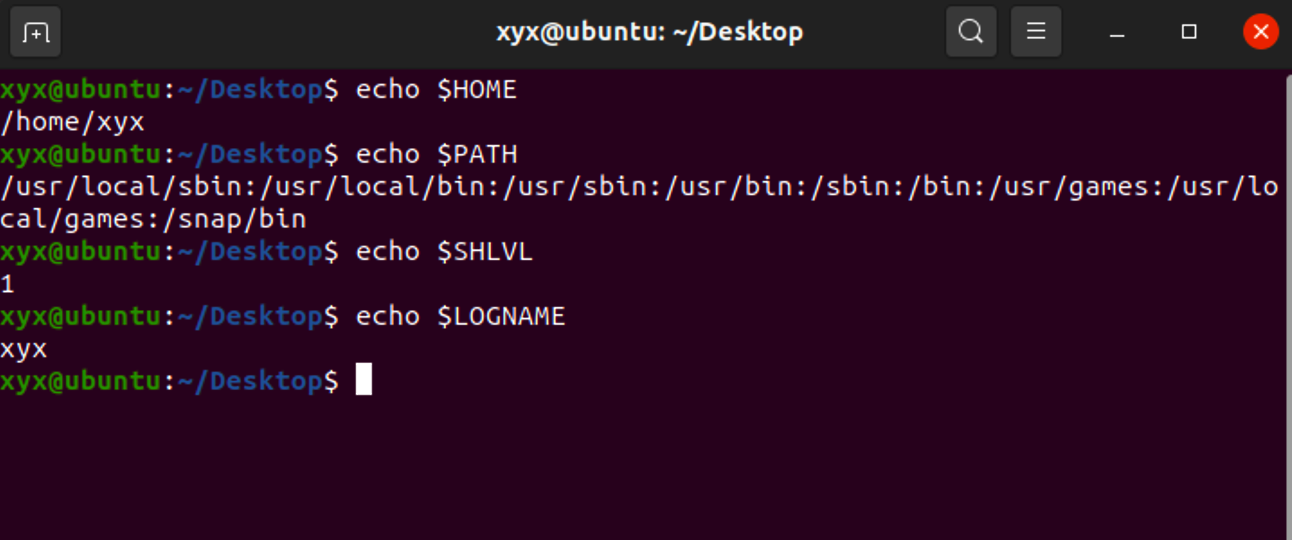 xyx@ubuntu: ~/Desktop
xyx@ubuntu:~/Desktop$ echo $HOME
/home/xyx
xyx@ubuntu:~/Desktop$ echo $PATH
/usr/local/sbin:/usr/local/bin:/usr/sbin:/usr/bin:/sbin:/bin:/usr/games:/usr/lo
cal/games:/snap/bin
xyx@ubuntu:~/Desktop$ echo $SHLVL
1
xyx@ubuntu:~/Desktop$ echo $LOGNAME
xyx
xyx@ubuntu:~/Desktop$